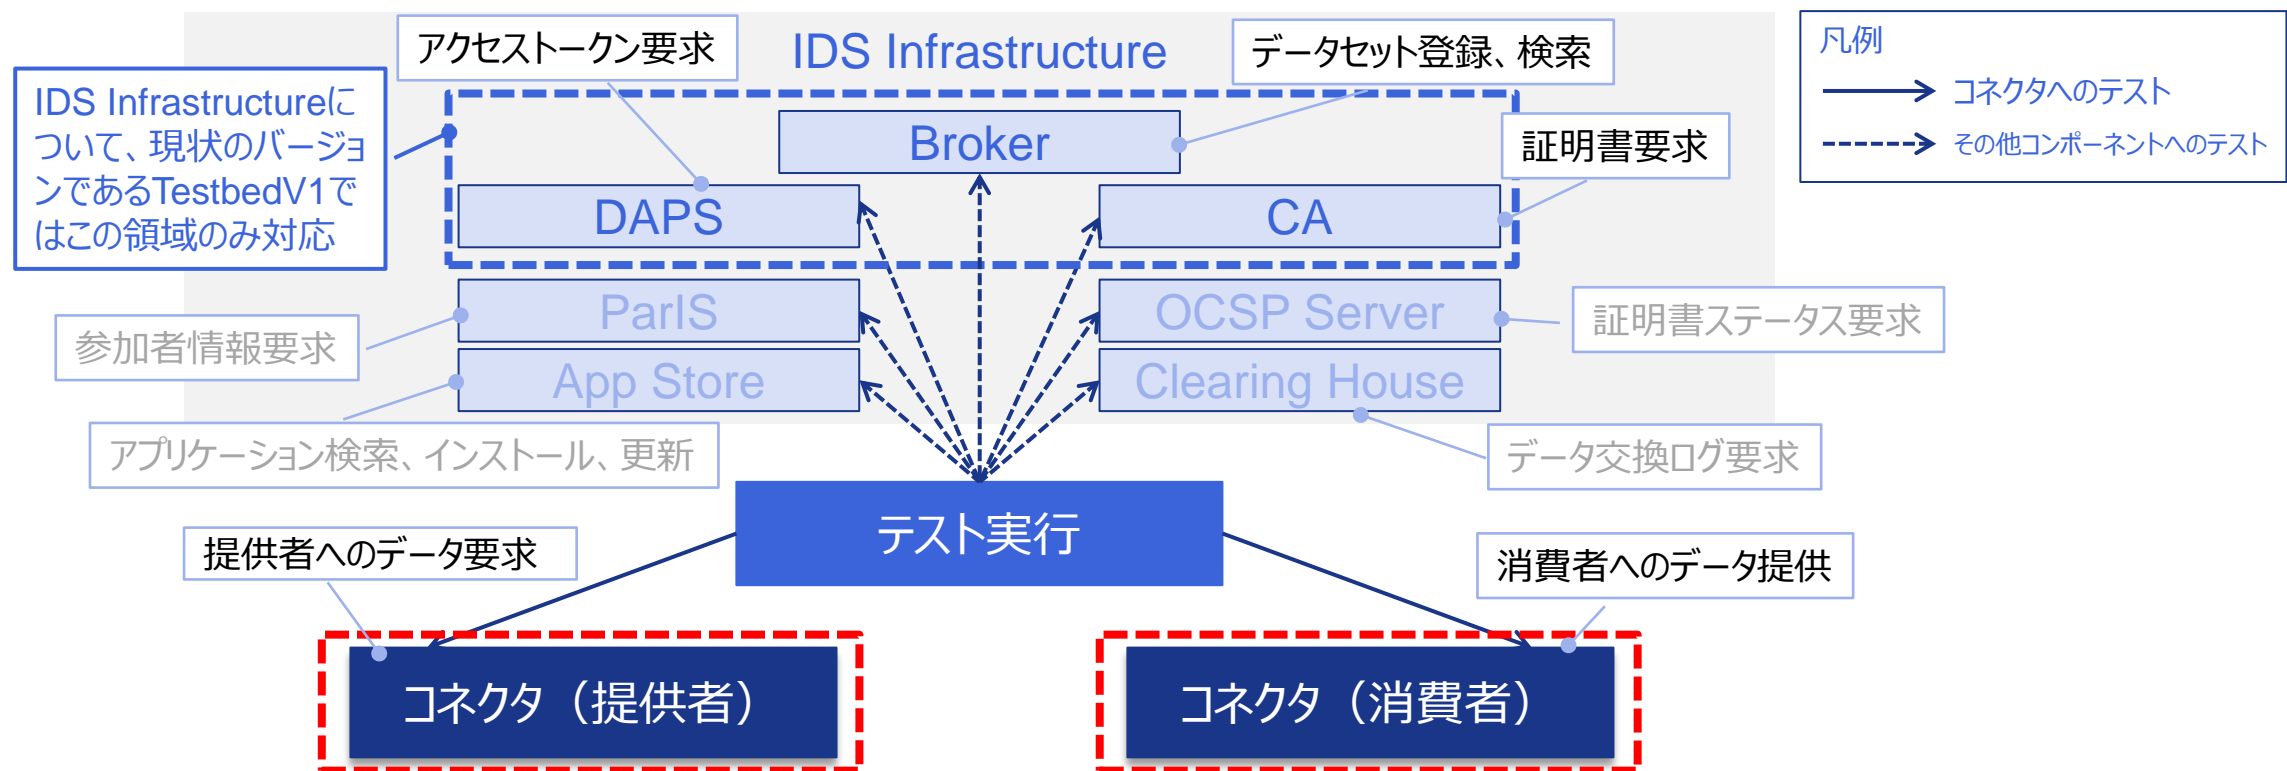 アクセストークン要求
IDS Infrastructure
データセット登録、検索
凡例
コネクタへのテスト
その他コンポーネントへのテスト
IDS Infrastructureに
ついて、現状のバージョ
ンであるTestbedV1で
はこの領域のみ対応
Broker
証明書要求
DAPS
CA
ParIS
OCSP Server
参加者情報要求
証明書ステータス要求
App Store
Clearing House
アプリケーション検索、インストール、更新
データ交換ログ要求
テスト実行
提供者へのデータ要求
消費者へのデータ提供
コネクタ（提供者）
コネクタ（消費者）